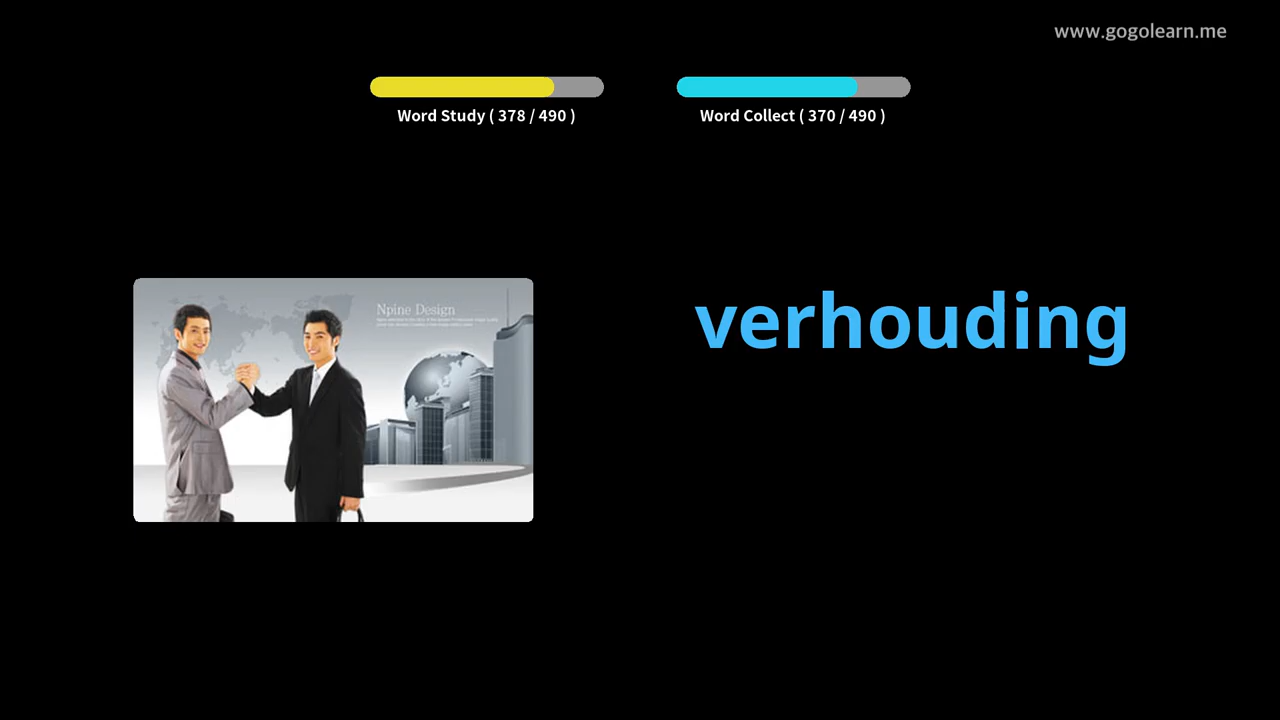 www.gogolearn.me
Word Study ( 378 / 490 )
Word Collect ( 370 / 490 )
Npine Design
verhouding